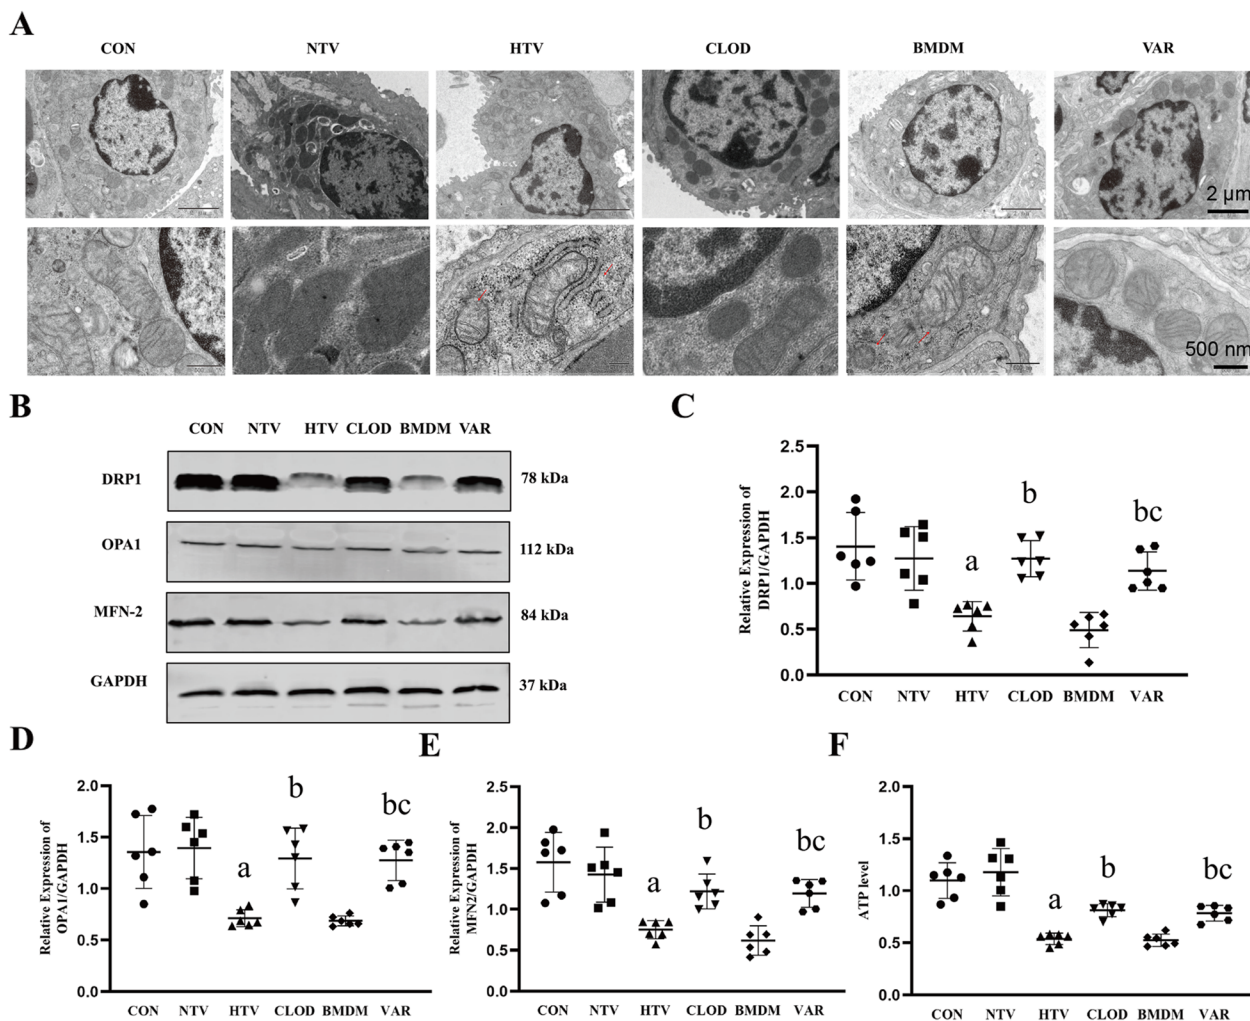 A
CON NTV HTV CLOD BMDM VAR
2 µm
500 nm
B
CON NTV HTV CLOD BMDM VAR
DRP1 78 kDa
OPA1 112 kDa
MFN-2 84 kDa
GAPDH 37 kDa
C
Relative Expression of
DRP1/GAPDH
2.5
2.0
1.5
1.0
0.5
0.0
a
b
bc
CON NTV HTV CLOD BMDM VAR
D
Relative Expression of
OPA1/GAPDH
2.0
1.5
1.0
0.5
0.0
a
b
bc
CON NTV HTV CLOD BMDM VAR
E
Relative Expression of
MFN2/GAPDH
2.5
2.0
1.5
1.0
0.5
0.0
a
b
bc
CON NTV HTV CLOD BMDM VAR
F
ATP level
2.0
1.5
1.0
0.5
0.0
a
b
bc
CON NTV HTV CLOD BMDM VAR